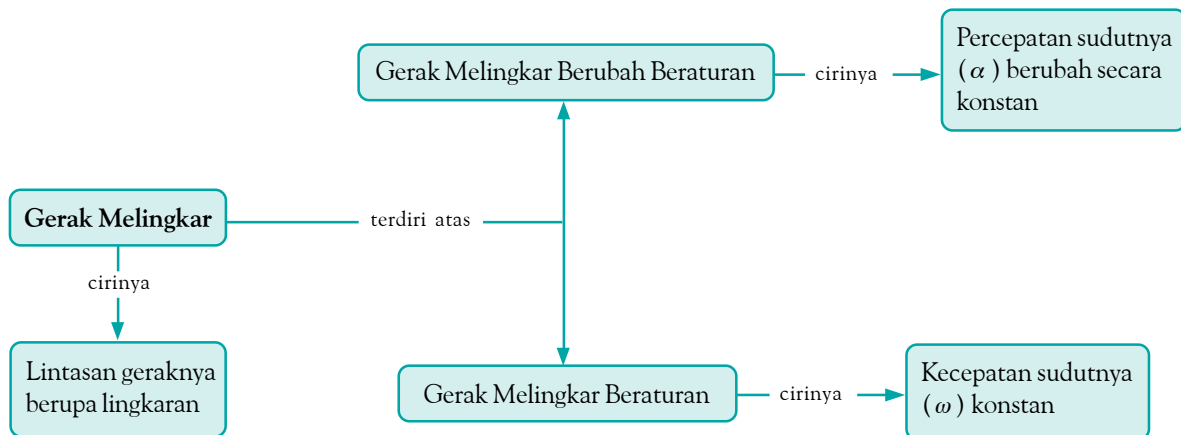 Gerak Melingkar Berubah Beraturan
cirinya
Percepatan sudutnya
(α) berubah secara
konstan
Gerak Melingkar
terdiri atas
cirinya
Lintasan geraknya
berupa lingkaran
Gerak Melingkar Beraturan
cirinya
Kecepatan sudutnya
(ω) konstan